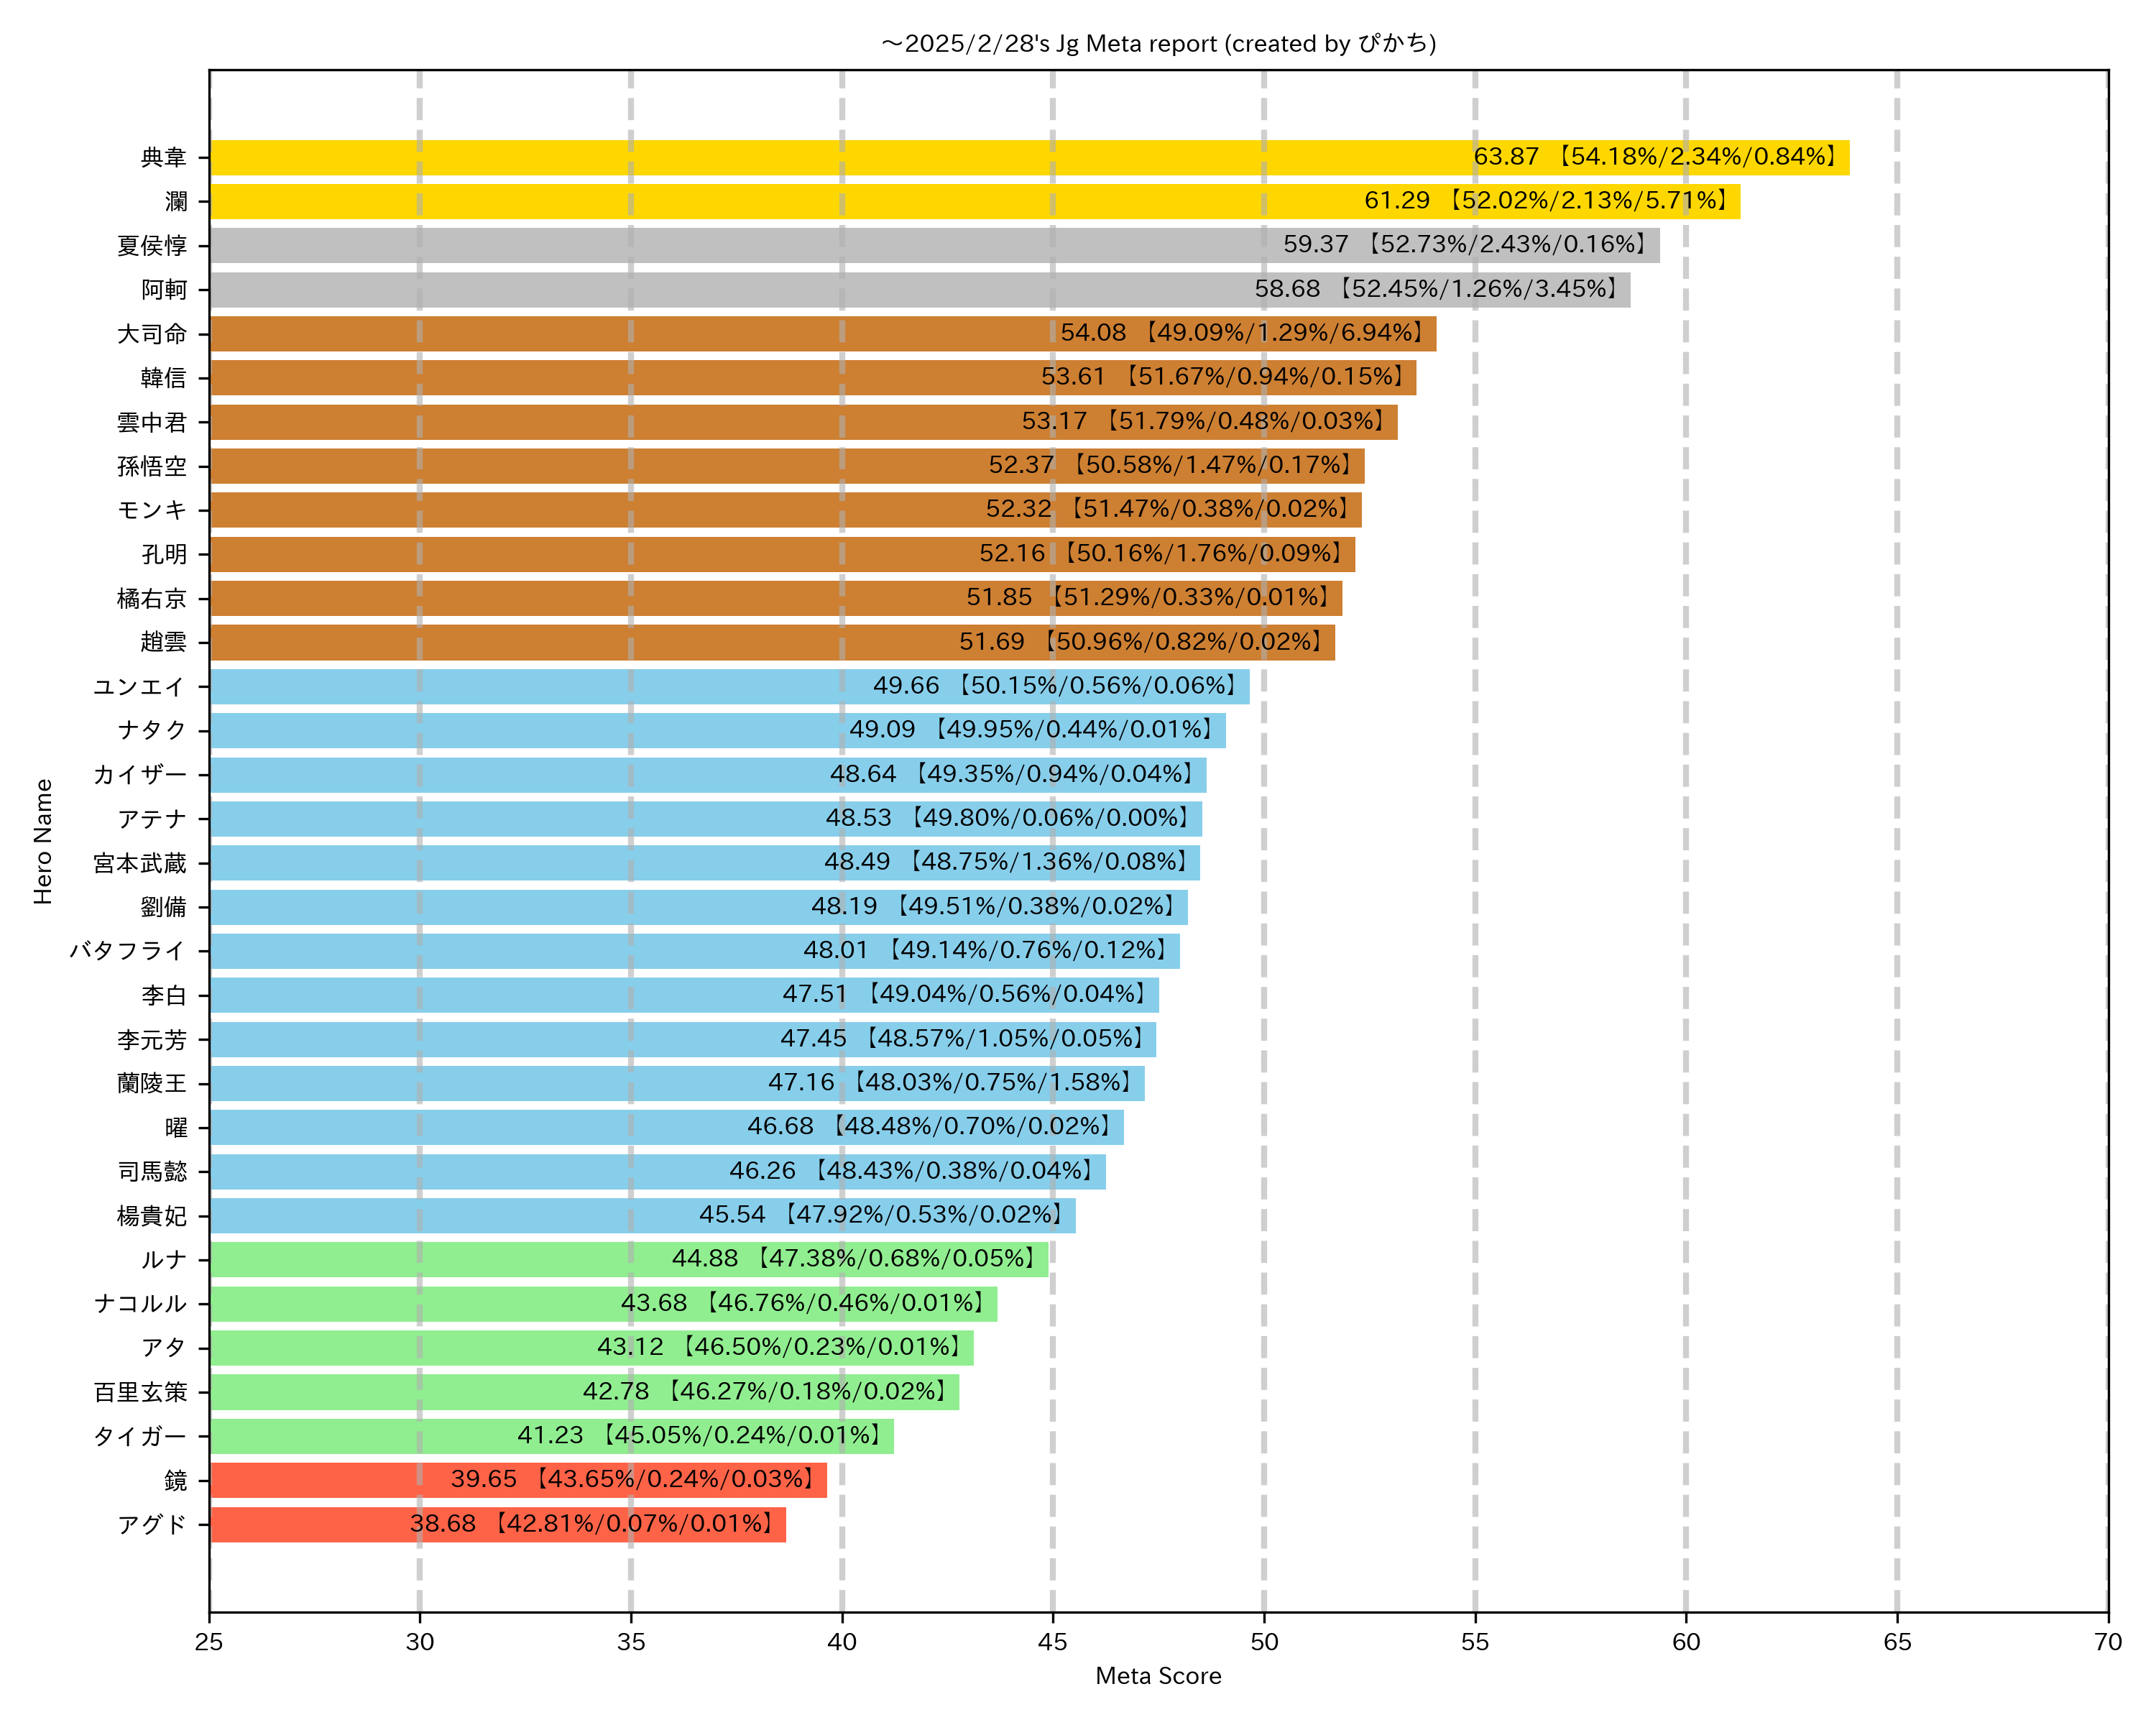 ～2025/2/28's Jg Meta report (created by ぴかち)
Hero Name
典韋 63.87 【54.18%/2.34%/0.84%】
瀾 61.29 【52.02%/2.13%/5.71%】
夏侯惇 59.37 【52.73%/2.43%/0.16%】
阿軻 58.68 【52.45%/1.26%/3.45%】
大司命 54.08 【49.09%/1.29%/6.94%】
韓信 53.61 【51.67%/0.94%/0.15%】
雲中君 53.17 【51.79%/0.48%/0.03%】
孫悟空 52.37 【50.58%/1.47%/0.17%】
モンキ 52.32 【51.47%/0.38%/0.02%】
孔明 52.16 【50.16%/1.76%/0.09%】
橘右京 51.85 【51.29%/0.33%/0.01%】
趙雲 51.69 【50.96%/0.82%/0.02%】
ユンエイ 49.66 【50.15%/0.56%/0.06%】
ナタク 49.09 【49.95%/0.44%/0.01%】
カイザー 48.64 【49.35%/0.94%/0.04%】
アテナ 48.53 【49.80%/0.06%/0.00%】
宮本武蔵 48.49 【48.75%/1.36%/0.08%】
劉備 48.19 【49.51%/0.38%/0.02%】
バタフライ 48.01 【49.14%/0.76%/0.12%】
李白 47.51 【49.04%/0.56%/0.04%】
李元芳 47.45 【48.57%/1.05%/0.05%】
蘭陵王 47.16 【48.03%/0.75%/1.58%】
曜 46.68 【48.48%/0.70%/0.02%】
司馬懿 46.26 【48.43%/0.38%/0.04%】
楊貴妃 45.54 【47.92%/0.53%/0.02%】
ルナ 44.88 【47.38%/0.68%/0.05%】
ナコルル 43.68 【46.76%/0.46%/0.01%】
アタ 43.12 【46.50%/0.23%/0.01%】
百里玄策 42.78 【46.27%/0.18%/0.02%】
タイガー 41.23 【45.05%/0.24%/0.01%】
鏡 39.65 【43.65%/0.24%/0.03%】
アグド 38.68 【42.81%/0.07%/0.01%】
25 30 35 40 45 50 55 60 65 70
Meta Score